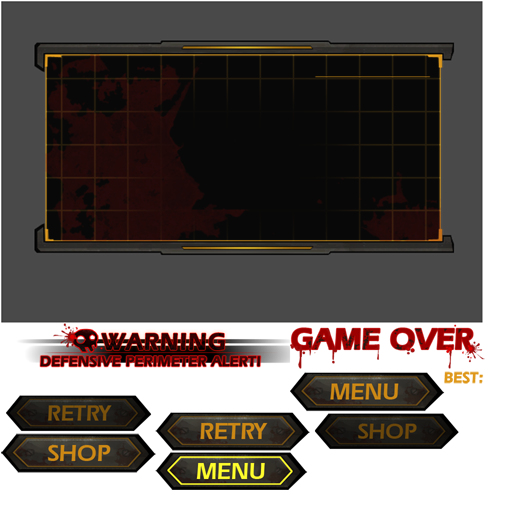 WARNING
DEFENSIVE PERIMETER ALERT!
GAME OVER
BEST:
MENU
RETRY
RETRY
SHOP
SHOP
MENU